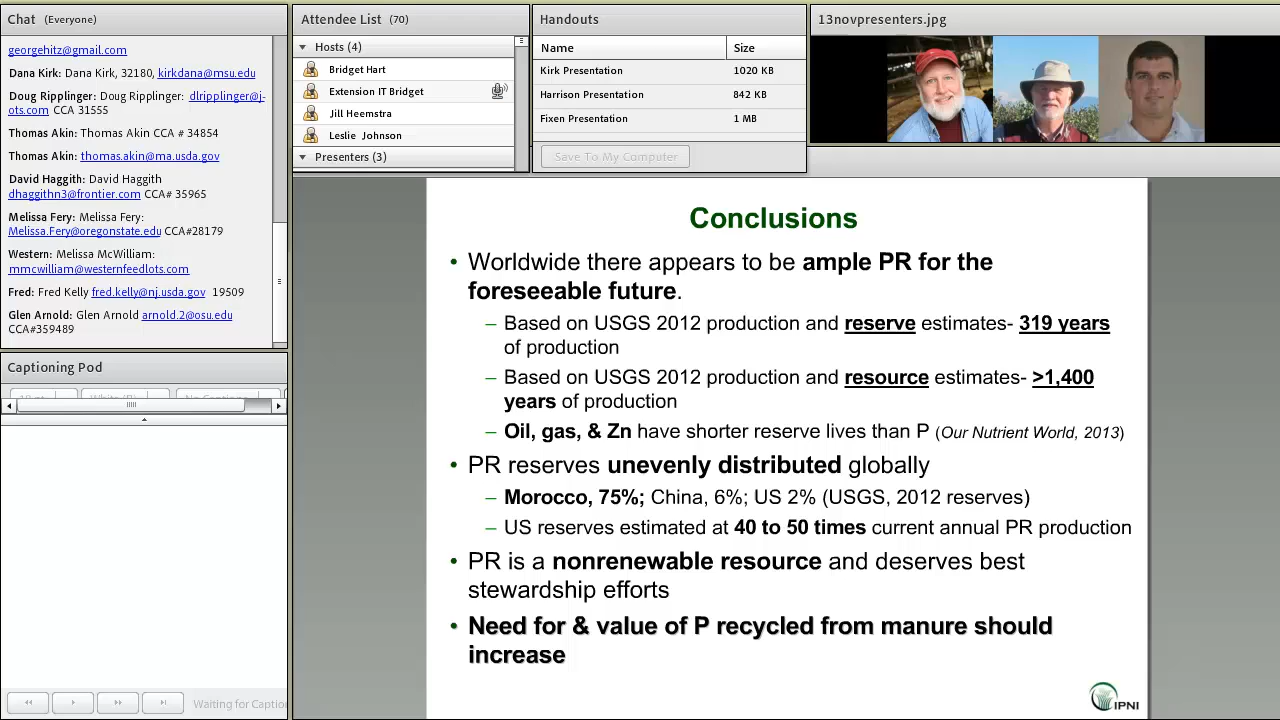 Chat (Everyone)
georgehitz@gmail.com
Dana Kirk: Dana Kirk, 32180, kirkdana@msu.edu
Doug Ripplinger: Doug Ripplinger: dlripplinger@j-
ots.com CCA 31555
Thomas Akin: Thomas Akin CCA # 34854
Thomas Akin: thomas.akin@ma.usda.gov
David Haggith: David Haggith
dhaggithn3@frontier.com CCA# 35965
Melissa Fery: Melissa Fery:
Melissa.Fery@oregonstate.edu CCA#28179
Western: Melissa McWilliam:
mmcwilliam@westernfeedlots.com
Fred: Fred Kelly fred.kelly@nj.usda.gov 19509
Glen Arnold: Glen Arnold arnold.2@osu.edu
CCA#359489
Captioning Pod
Waiting for Captio
Attendee List (70)
Hosts (4)
Bridget Hart
Extension IT Bridget
Jill Heemstra
Leslie Johnson
Presenters (3)
Handouts
Name Size
Kirk Presentation 1020 KB
Harrison Presentation 842 KB
Fixen Presentation 1 MB
Save To My Computer
13novpresenters.jpg
Conclusions
• Worldwide there appears to be ample PR for the
foreseeable future.
– Based on USGS 2012 production and reserve estimates- 319 years
of production
– Based on USGS 2012 production and resource estimates- >1,400
years of production
– Oil, gas, & Zn have shorter reserve lives than P (Our Nutrient World, 2013)
• PR reserves unevenly distributed globally
– Morocco, 75%; China, 6%; US 2% (USGS, 2012 reserves)
– US reserves estimated at 40 to 50 times current annual PR production
• PR is a nonrenewable resource and deserves best
stewardship efforts
• Need for & value of P recycled from manure should
increase
IPNI